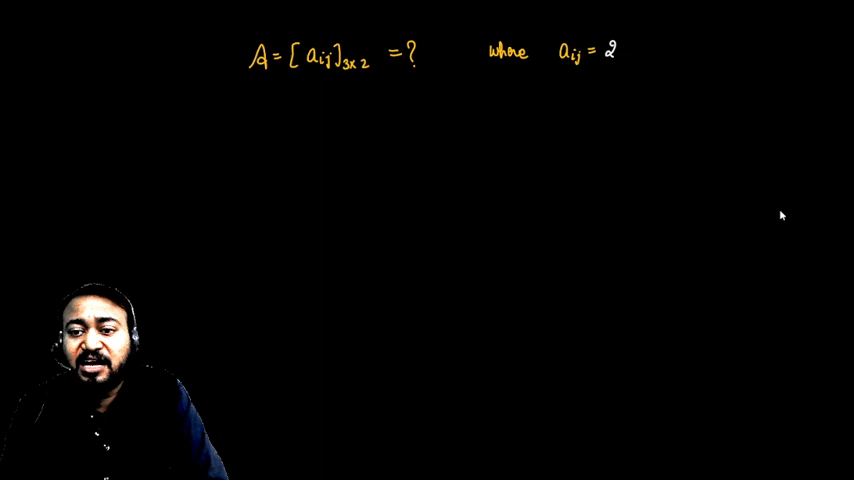 A = [ aij ]3x2 = ? where aij = 2